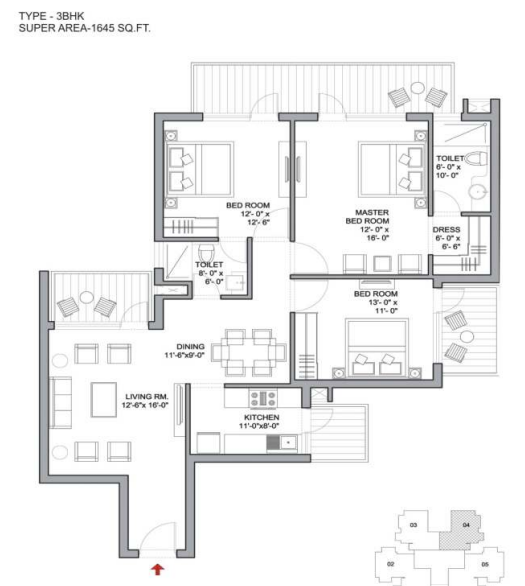 TYPE - 3BHK
SUPER AREA-1645 SQ.FT.
TOILET
6'- 0" x
10'- 0"
BED ROOM
12'- 0" x
12'- 6"
MASTER
BED ROOM
12'- 0" x
16'- 0"
DRESS
6'- 0" x
6'- 6"
TOILET
8'- 0" x
6'- 0"
BED ROOM
13'- 0" x
11'- 0"
DINING
11'-6"x9'-0"
LIVING RM.
12'-6"x 16'-0"
KITCHEN
11'-0"x8'-0"
03
04
02
05